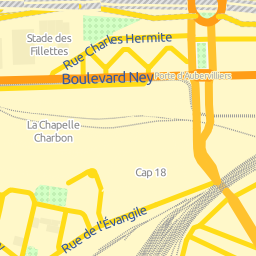 Stade des
Fillettes
Rue Charles Hermite
Boulevard Ney
Porte d'Aubervilliers
La Chapelle
Charbon
Cap 18
Rue de l'Évangile